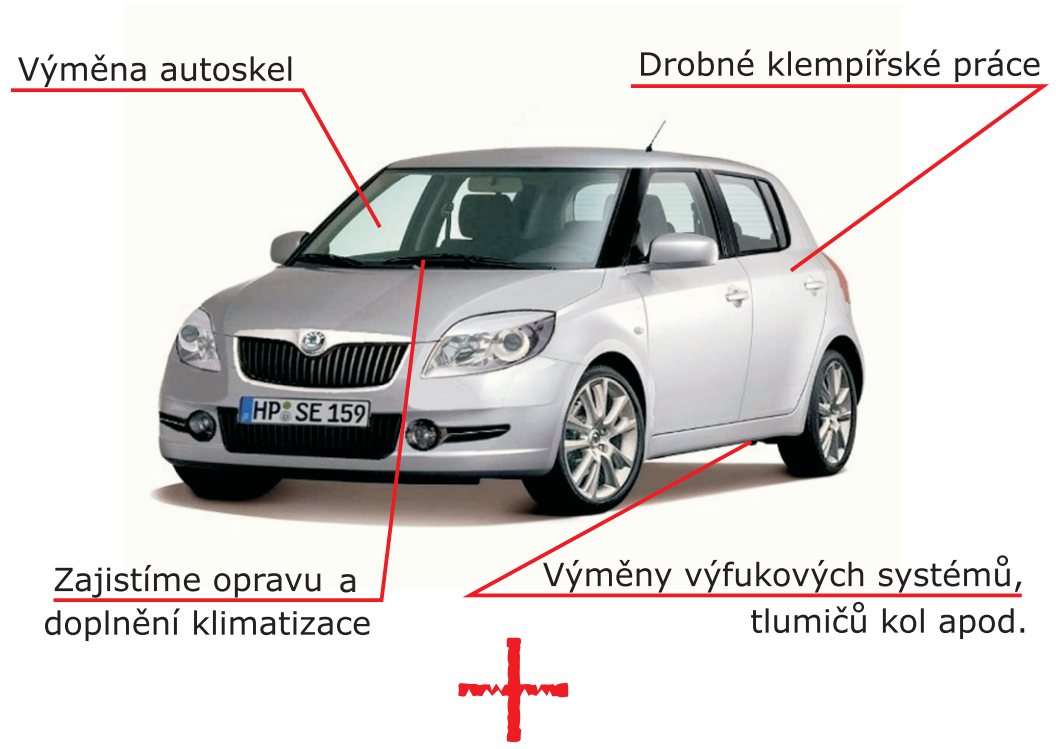 Výměna autoskel
Drobné klempířské práce
HP SE 159
Zajistíme opravu a
doplnění klimatizace
Výměny výfukových systémů,
tlumičů kol apod.